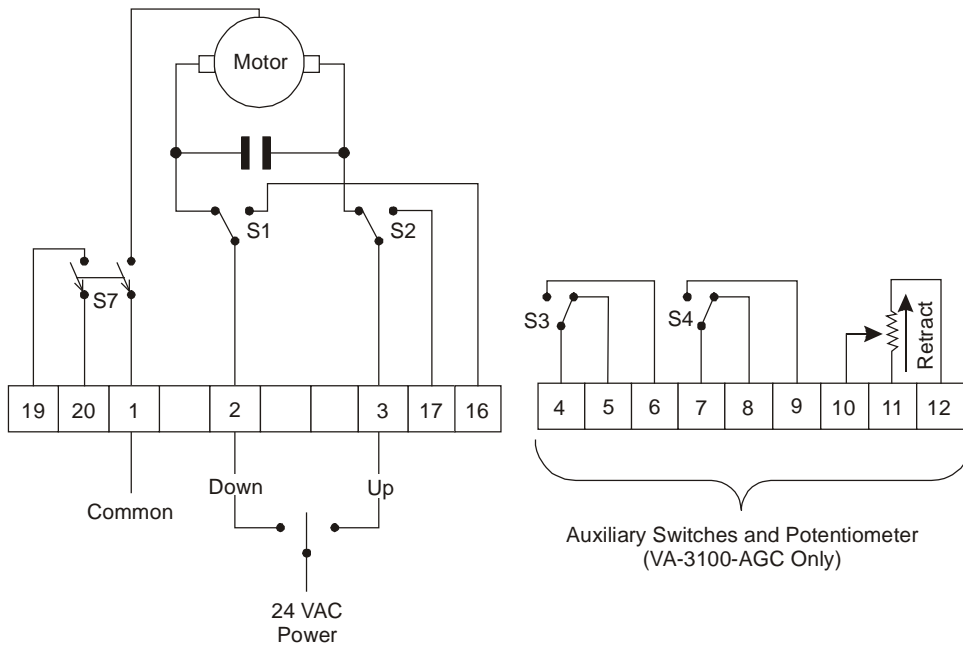 Motor
S1
S2
S7
S3
S4
Retract
19 20 1 2 3 17 16
4 5 6 7 8 9 10 11 12
Common
Down
Up
24 VAC
Power
Auxiliary Switches and Potentiometer
(VA-3100-AGC Only)